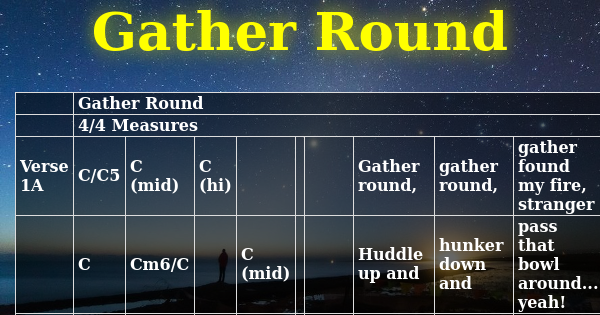 Gather Round
Gather Round
4/4 Measures
Verse 1A C/C5 C (mid) C (hi) Gather round, gather round, gather found my fire, stranger
C Cm6/C C (mid) Huddle up and hunker down and pass that bowl around... yeah!